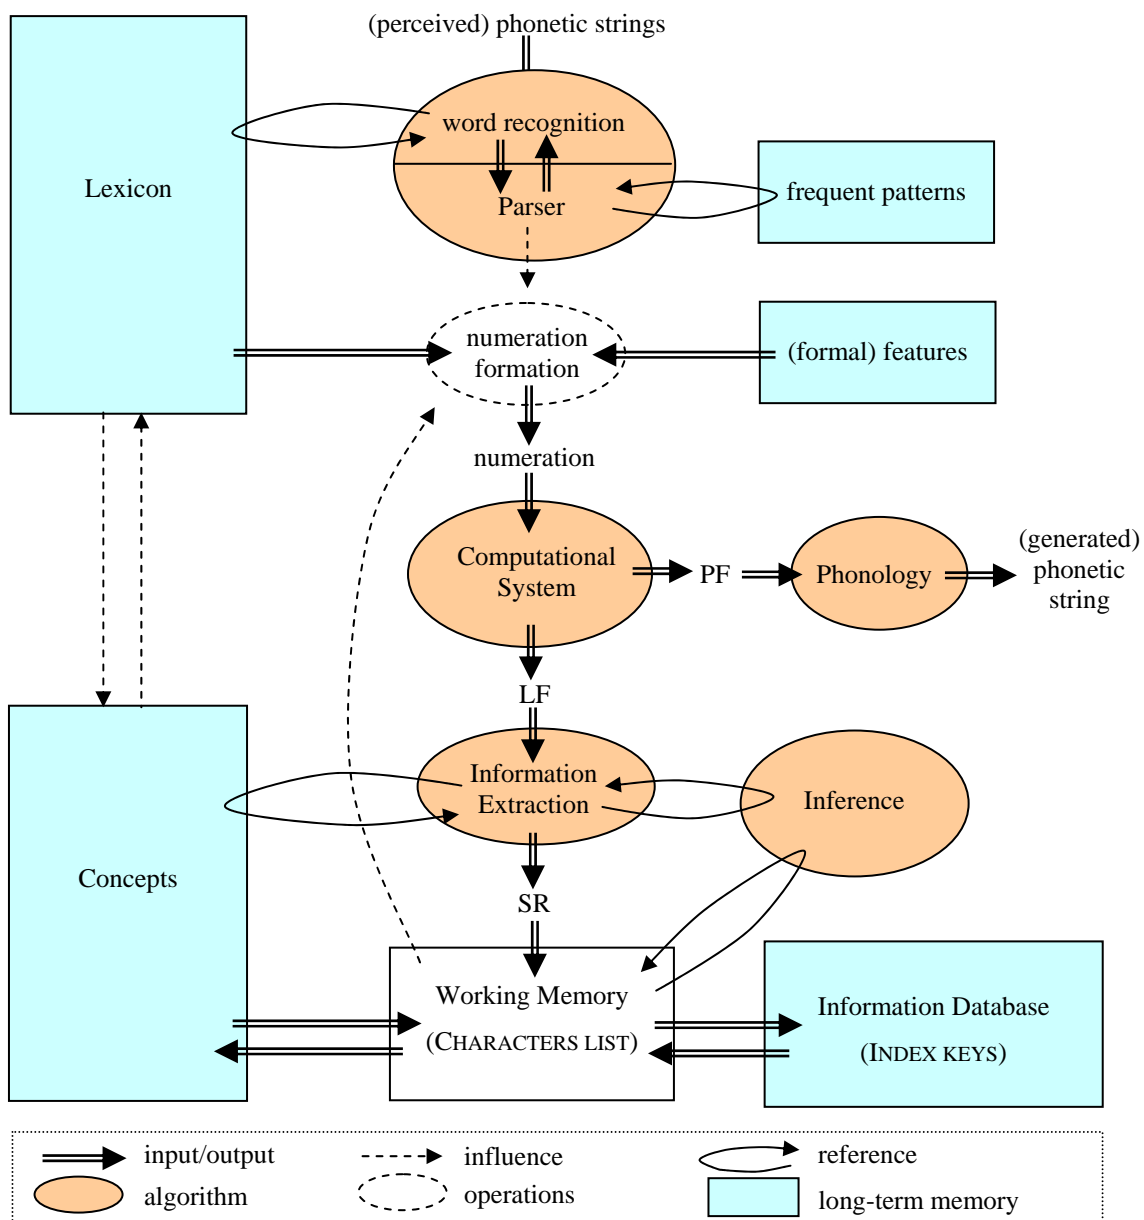 (perceived) phonetic strings
word recognition
Lexicon
frequent patterns
Parser
numeration
formation
(formal) features
numeration
Computational
System
PF
Phonology
(generated)
phonetic
string
LF
Information
Extraction
Inference
Concepts
SR
Working Memory
(CHARACTERS LIST)
Information Database
(INDEX KEYS)
input/output
influence
reference
algorithm
operations
long-term memory